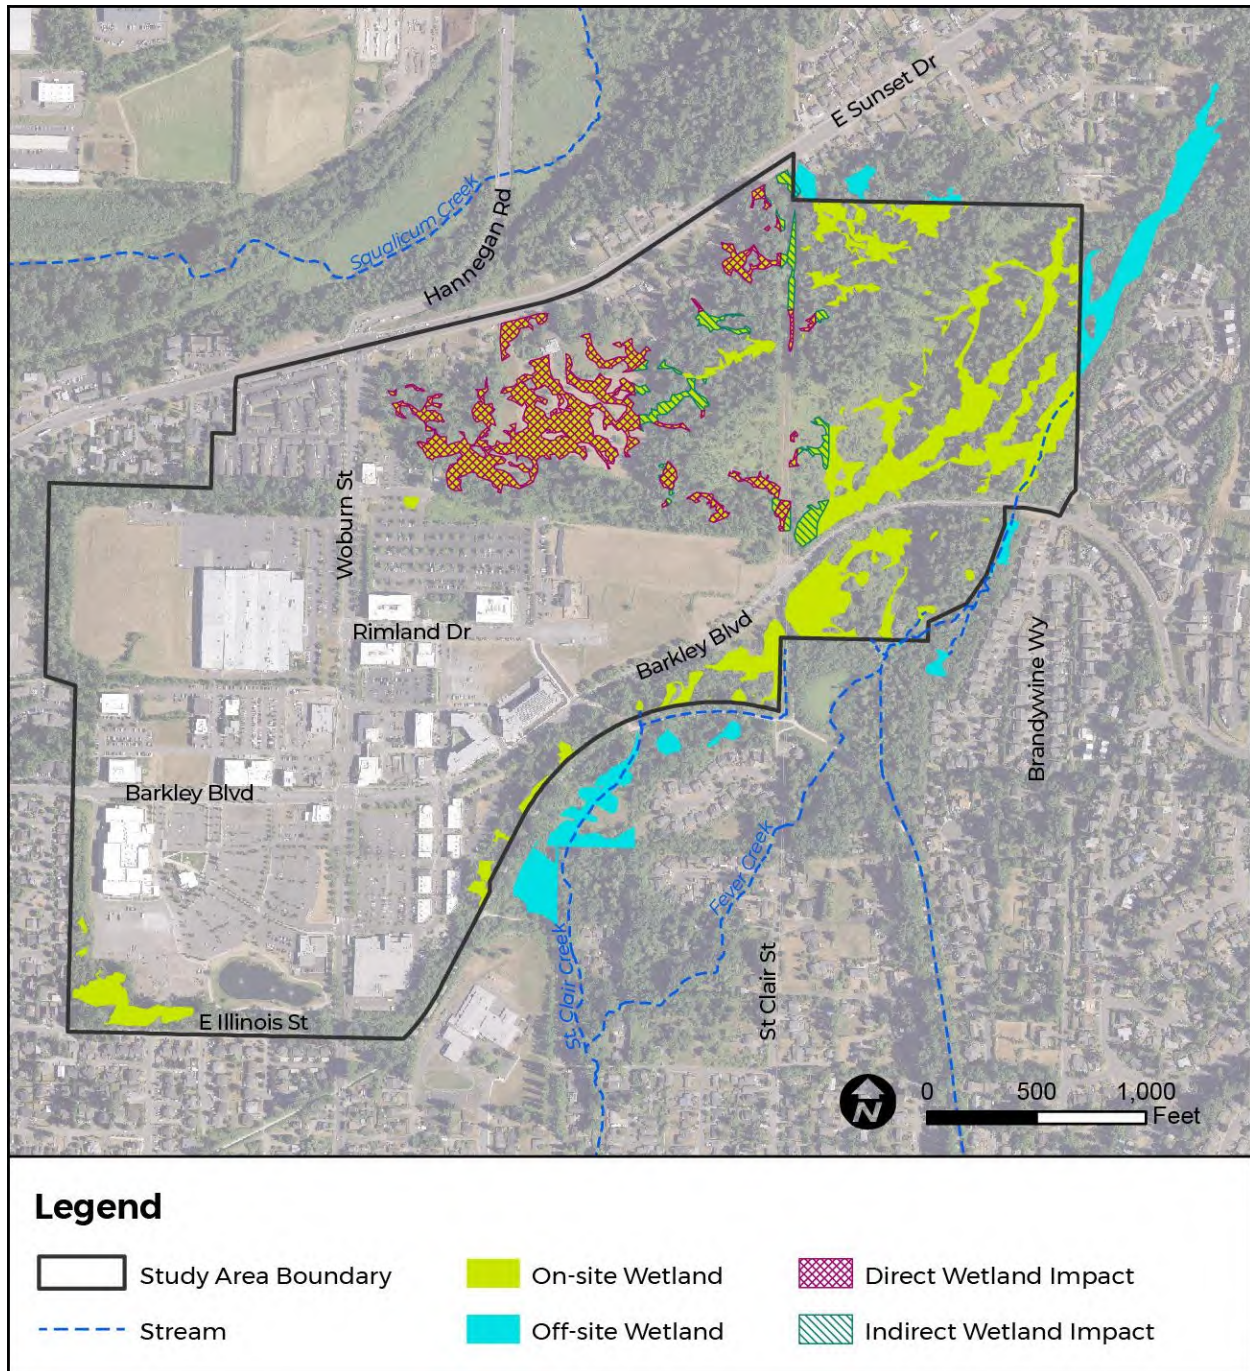 E Sunset Dr
Squalicum Creek
Hannegan Rd
Woburn St
Rimland Dr
Barkley Blvd
Brandywine Wy
Barkley Blvd
Fever Creek
St Clair Creek
St Clair St
E Illinois St
N
0 500 1,000
Feet
Legend
Study Area Boundary
On-site Wetland
Direct Wetland Impact
Stream
Off-site Wetland
Indirect Wetland Impact